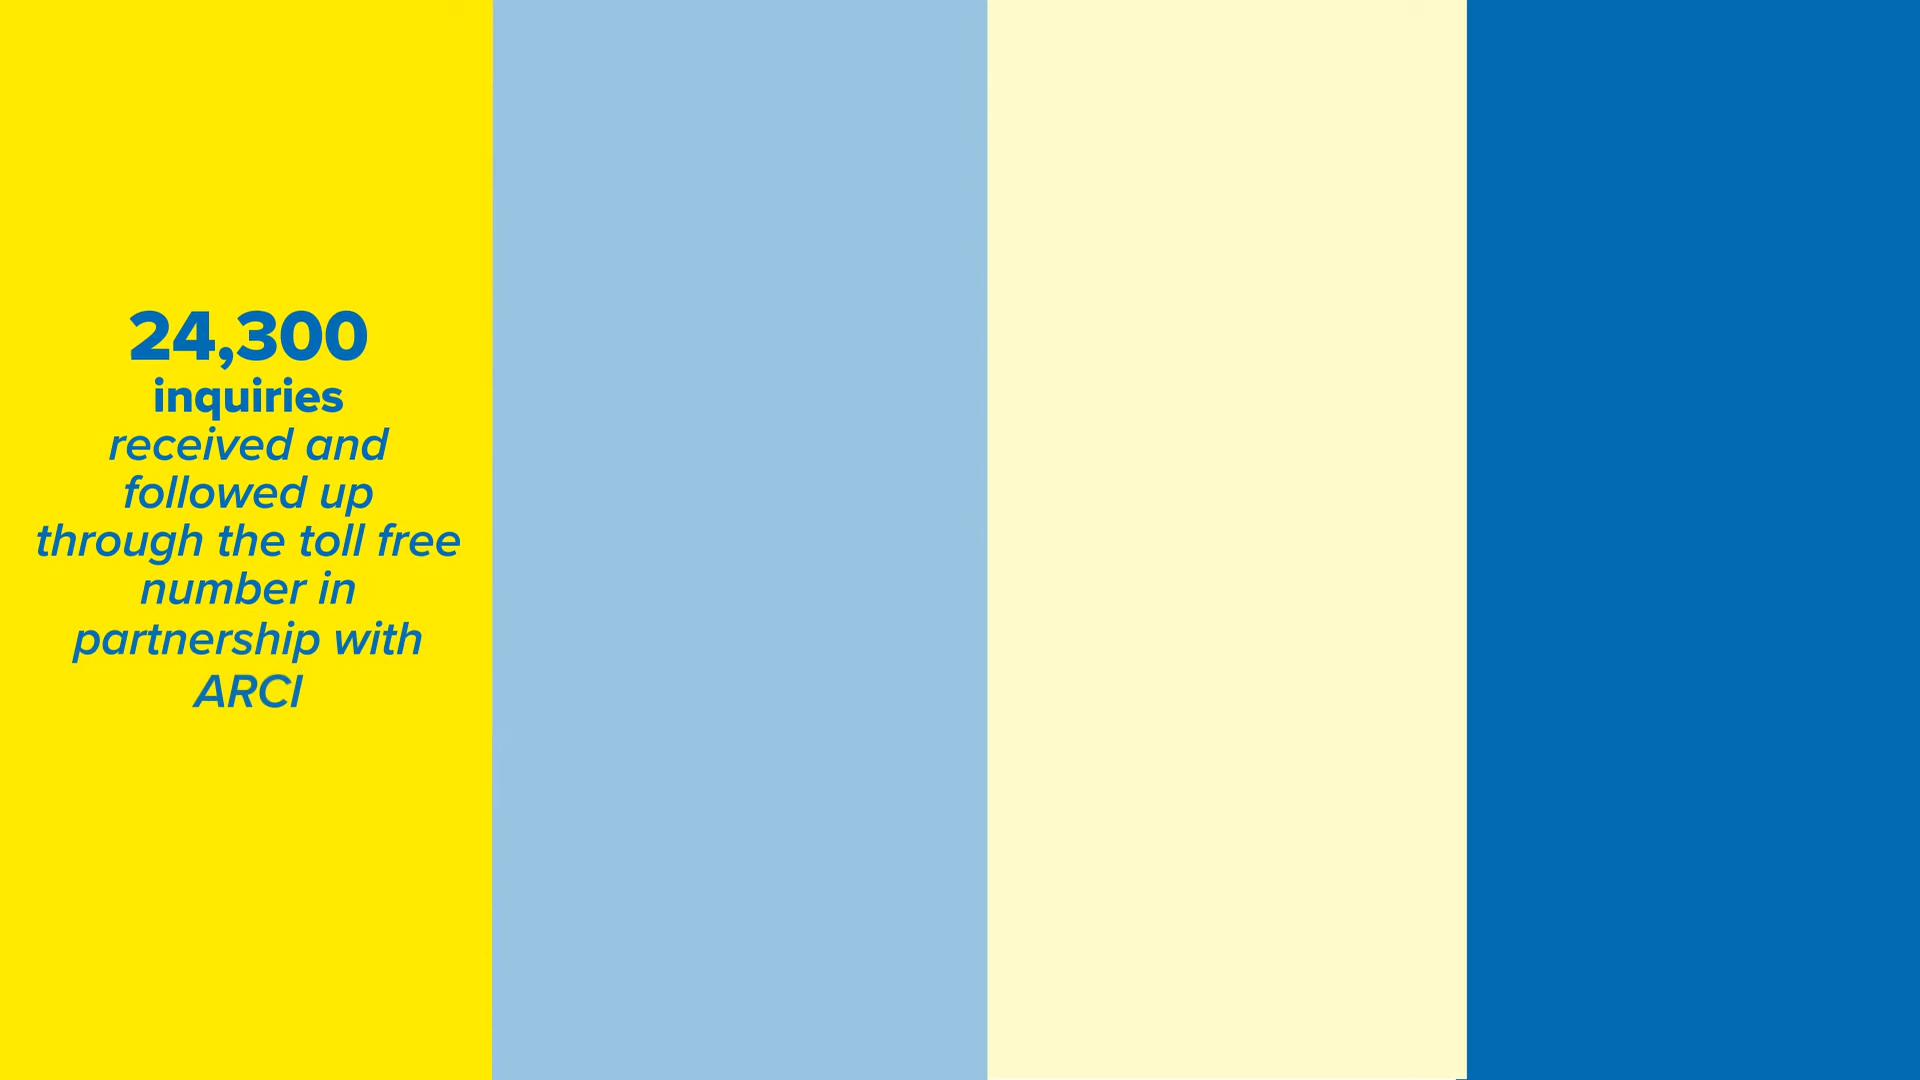 24,300
inquiries
received and
followed up
through the toll free
number in
partnership with
ARCI